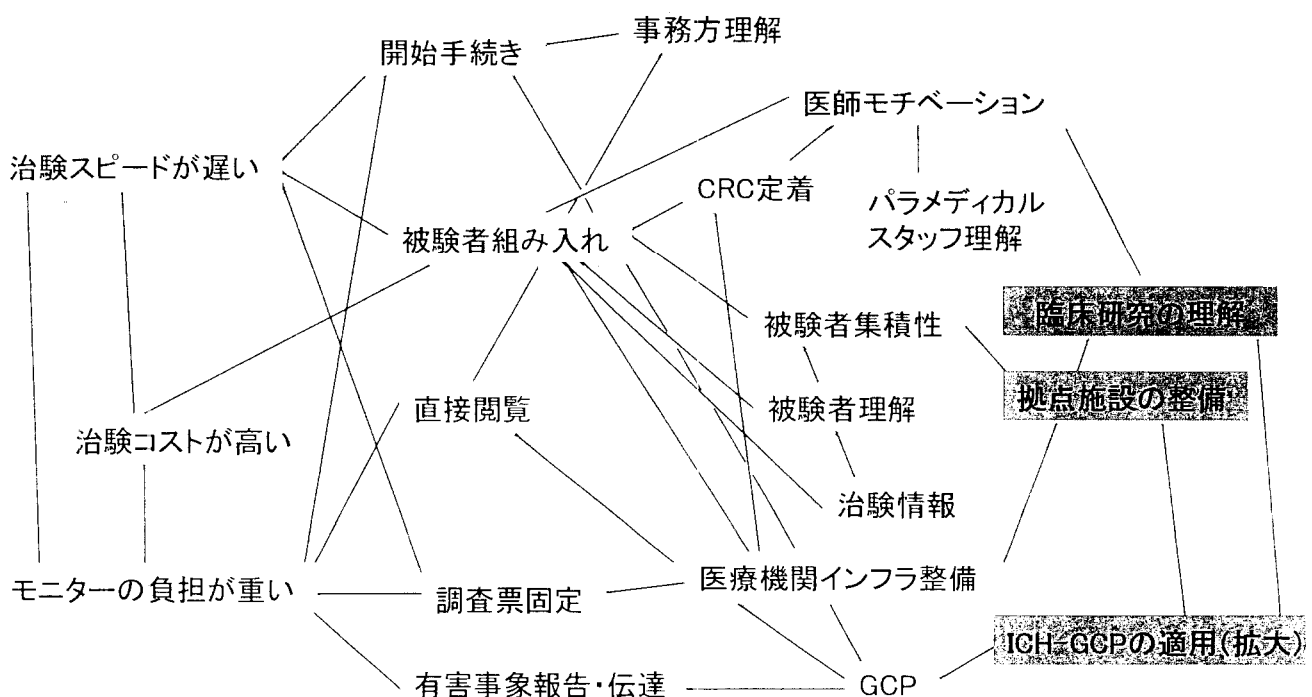 事務方理解
開始手続き
医師モチベーション
治験スピードが遅い
CRC定着
パラメディカル
スタッフ理解
被験者組み入れ
臨床研究の理解
被験者集積性
拠点施設の整備
直接閲覧
被験者理解
治験コストが高い
治験情報
モニターの負担が重い
調査票固定
医療機関インフラ整備
ICH-GCPの適用(拡大)
有害事象報告・伝達
GCP